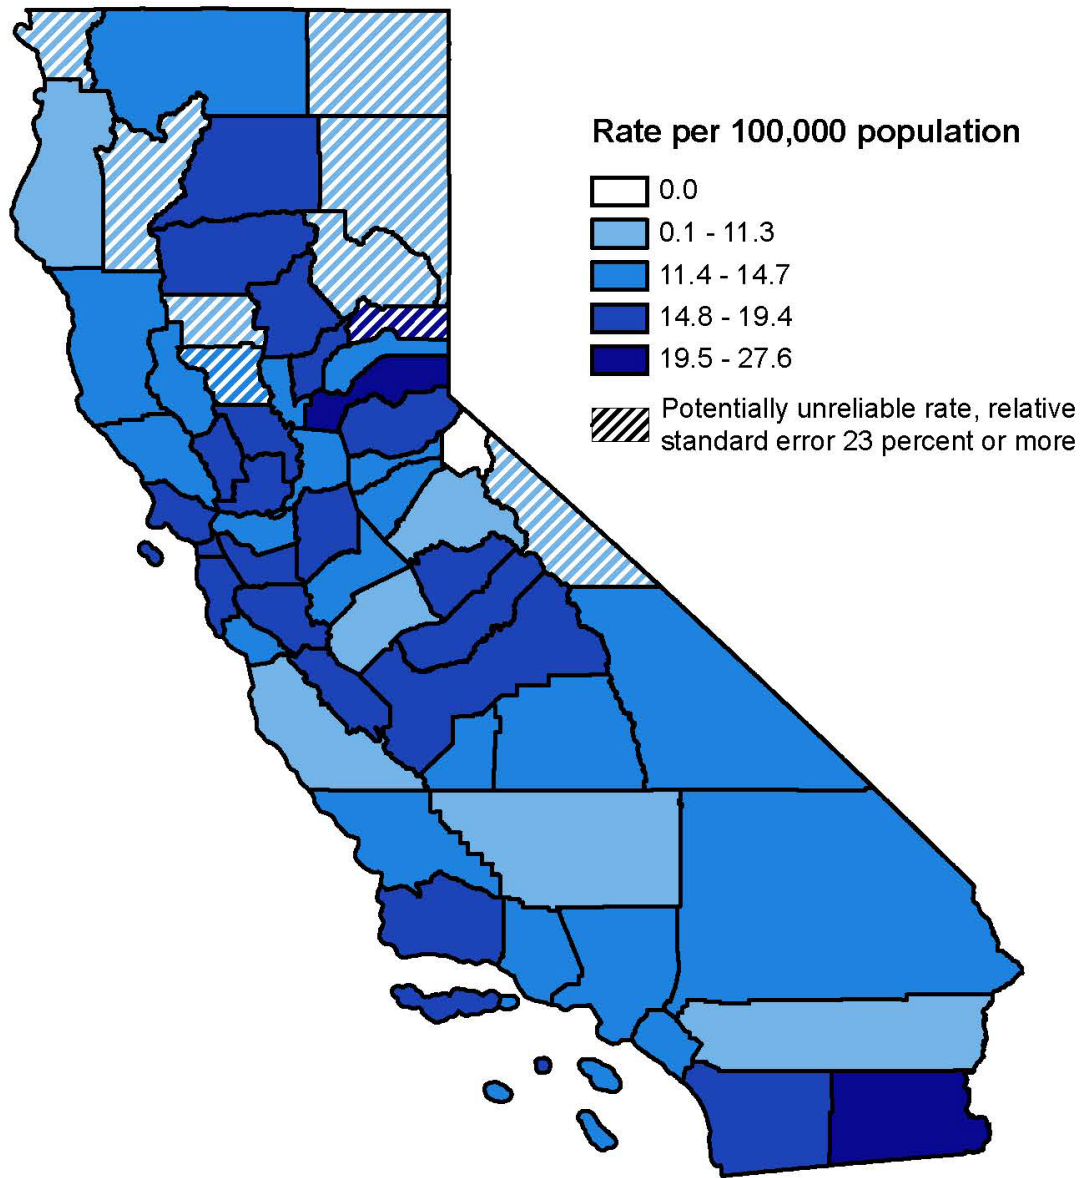 Rate per 100,000 population
0.0
0.1 - 11.3
11.4 - 14.7
14.8 - 19.4
19.5 - 27.6
Potentially unreliable rate, relative
standard error 23 percent or more